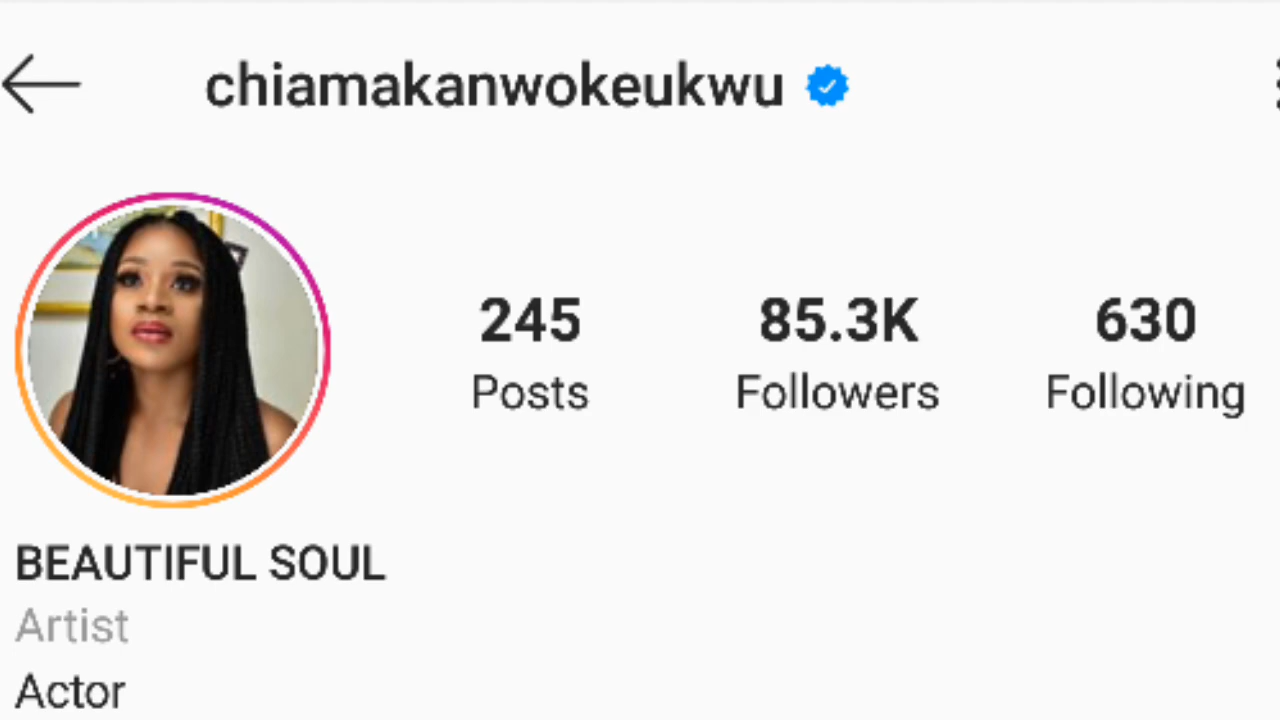 chiamakanwokeukwu
245 85.3K 630
Posts Followers Following
BEAUTIFUL SOUL
Artist
Actor